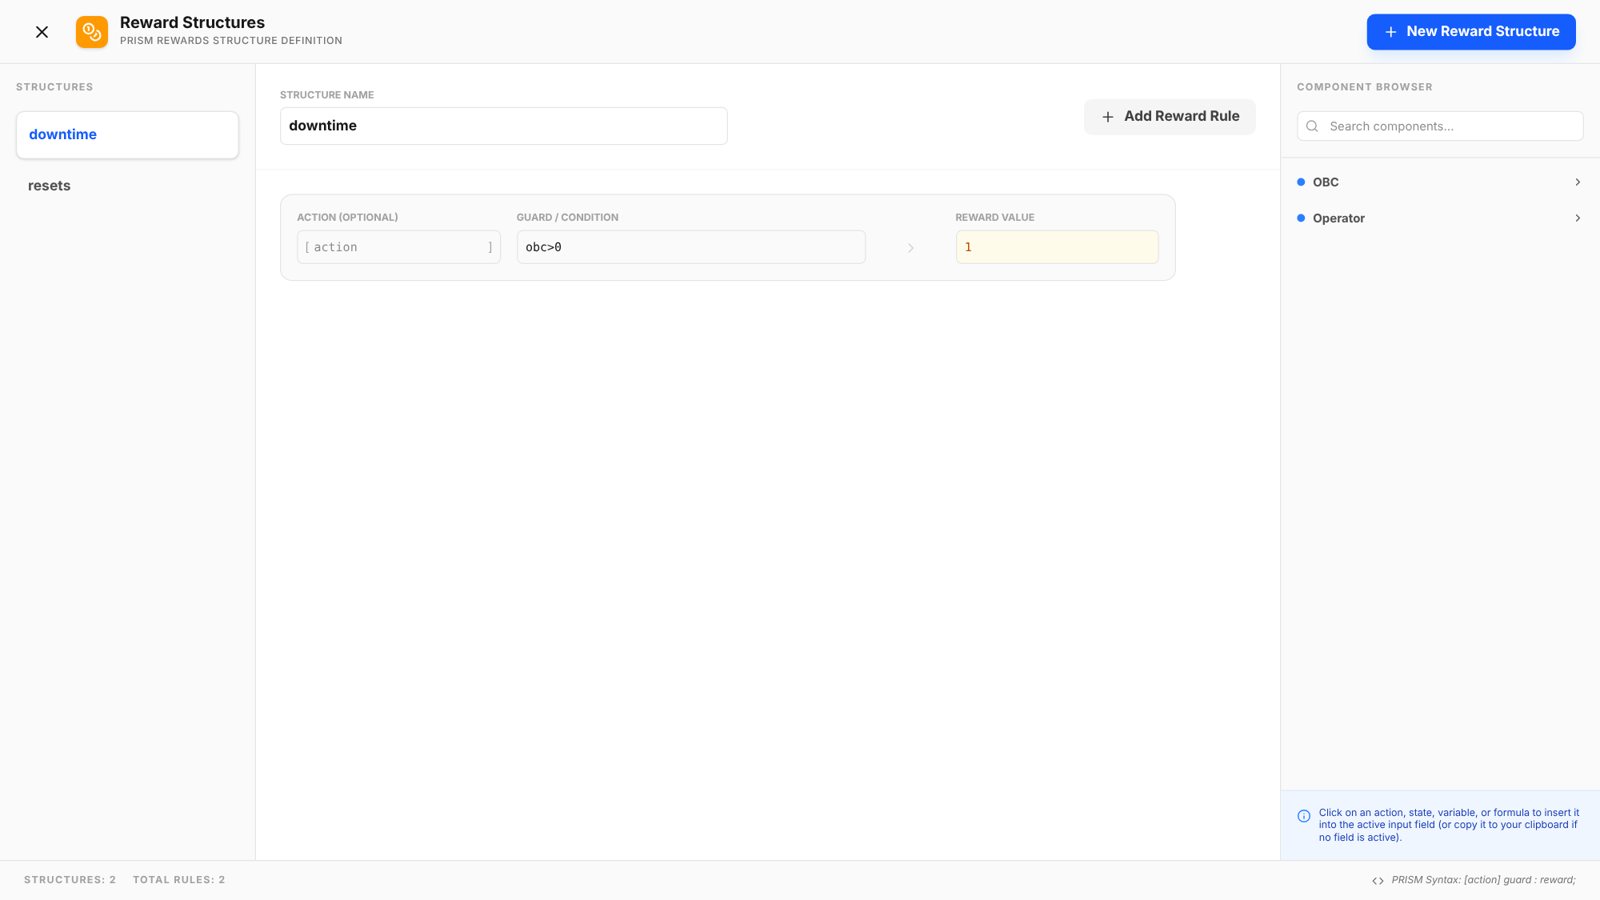 Reward Structures
PRISM REWARDS STRUCTURE DEFINITION
New Reward Structure
STRUCTURES
downtime
resets
STRUCTURE NAME
downtime
Add Reward Rule
ACTION (OPTIONAL)
GUARD / CONDITION
REWARD VALUE
[ action ]
obc>0
1
COMPONENT BROWSER
Search components...
OBC
Operator
Click on an action, state, variable, or formula to insert it
into the active input field (or copy it to your clipboard if
no field is active).
STRUCTURES: 2
TOTAL RULES: 2
PRISM Syntax: [action] guard : reward;